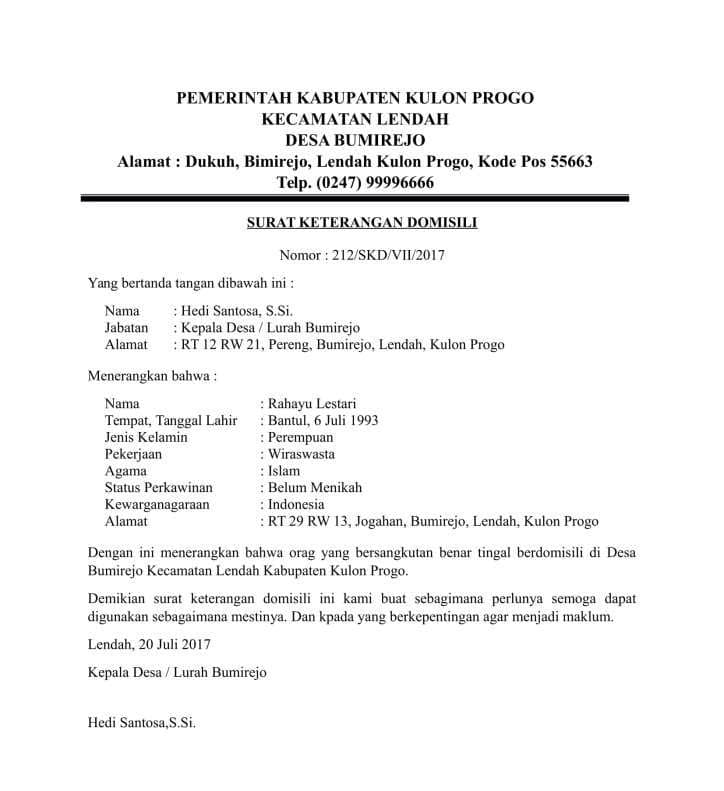 PEMERINTAH KABUPATEN KULON PROGO
KECAMATAN LENDAH
DESA BUMIREJO
Alamat : Dukuh, Bimirejo, Lendah Kulon Progo, Kode Pos 55663
Telp. (0247) 99996666
SURAT KETERANGAN DOMISILI
Nomor : 212/SKD/VII/2017
Yang bertanda tangan dibawah ini :
Nama : Hedi Santosa, S.Si.
Jabatan : Kepala Desa / Lurah Bumirejo
Alamat : RT 12 RW 21, Pereng, Bumirejo, Lendah, Kulon Progo
Menerangkan bahwa :
Nama : Rahayu Lestari
Tempat, Tanggal Lahir : Bantul, 6 Juli 1993
Jenis Kelamin : Perempuan
Pekerjaan : Wiraswasta
Agama : Islam
Status Perkawinan : Belum Menikah
Kewarganagaraan : Indonesia
Alamat : RT 29 RW 13, Jogahan, Bumirejo, Lendah, Kulon Progo
Dengan ini menerangkan bahwa orag yang bersangkutan benar tingal berdomisili di Desa
Bumirejo Kecamatan Lendah Kabupaten Kulon Progo.
Demikian surat keterangan domisili ini kami buat sebagimana perlunya semoga dapat
digunakan sebagaimana mestinya. Dan kpada yang berkepentingan agar menjadi maklum.
Lendah, 20 Juli 2017
Kepala Desa / Lurah Bumirejo
Hedi Santosa,S.Si.